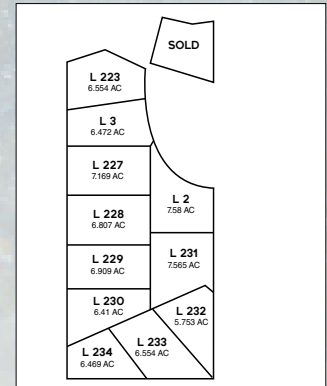 SOLD
L 223
6.554 AC
L 3
6.472 AC
L 227
7.169 AC
L 2
7.58 AC
L 228
6.807 AC
L 231
7.565 AC
L 229
6.909 AC
L 230
6.41 AC
L 232
5.753 AC
L 233
6.554 AC
L 234
6.469 AC